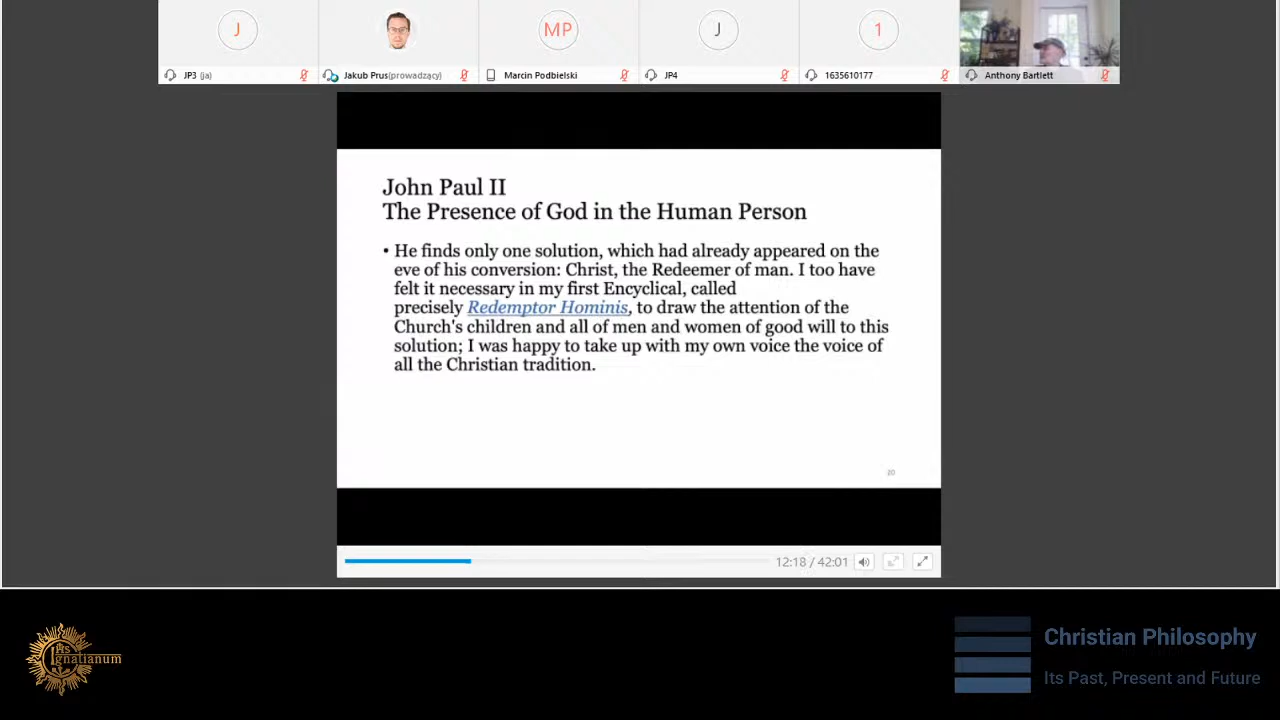 J
MP
J
1
JP3 (ja)
Jakub Prus(prowadzący)
Marcin Podbielski
JP4
1635610177
Anthony Bartlett
John Paul II
The Presence of God in the Human Person
• He finds only one solution, which had already appeared on the
eve of his conversion: Christ, the Redeemer of man. I too have
felt it necessary in my first Encyclical, called
precisely Redemptor Hominis, to draw the attention of the
Church's children and all of men and women of good will to this
solution; I was happy to take up with my own voice the voice of
all the Christian tradition.
20
12:18 / 42:01
Ignatianum
Christian Philosophy
Its Past, Present and Future